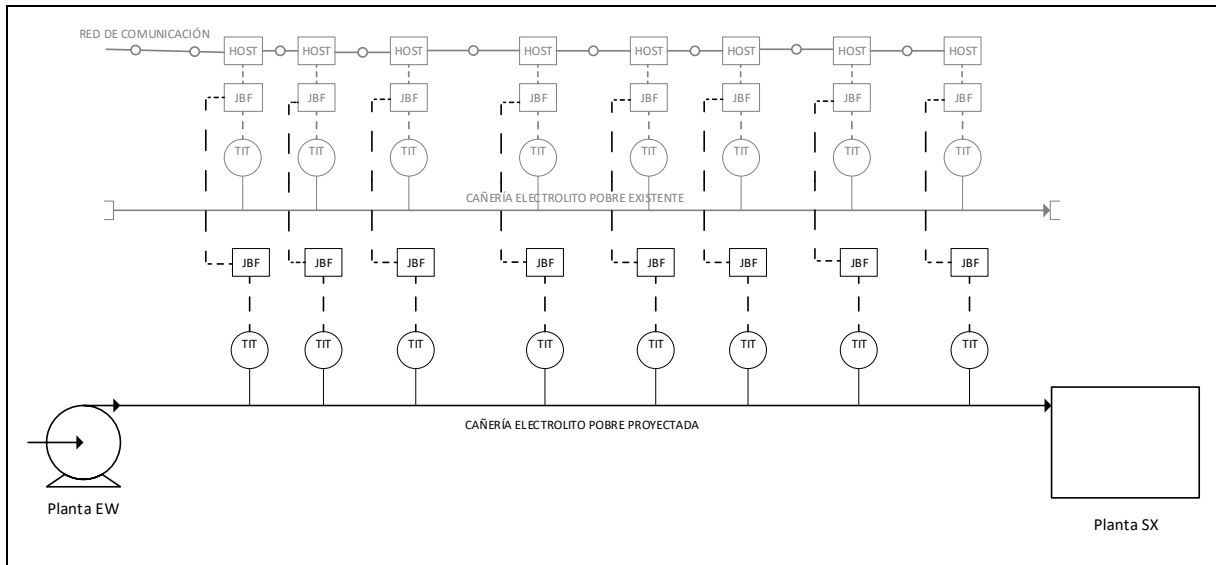 RED DE COMUNICACIÓN
HOST HOST HOST HOST HOST HOST HOST HOST
JBF JBF JBF JBF JBF JBF JBF JBF
TIT TIT TIT TIT TIT TIT TIT TIT
CAÑERÍA ELECTROLITO POBRE EXISTENTE
JBF JBF JBF JBF JBF JBF JBF JBF
TIT TIT TIT TIT TIT TIT TIT TIT
CAÑERÍA ELECTROLITO POBRE PROYECTADA
Planta EW
Planta SX